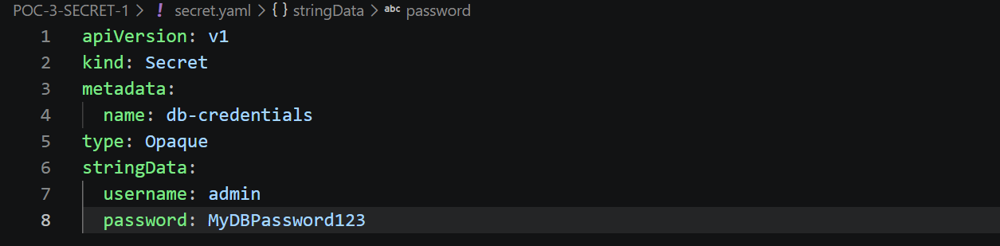 POC-3-SECRET-1 > ! secret.yaml > { } stringData > abc password
1 apiVersion: v1
2 kind: Secret
3 metadata:
4   name: db-credentials
5 type: Opaque
6 stringData:
7   username: admin
8   password: MyDBPassword123